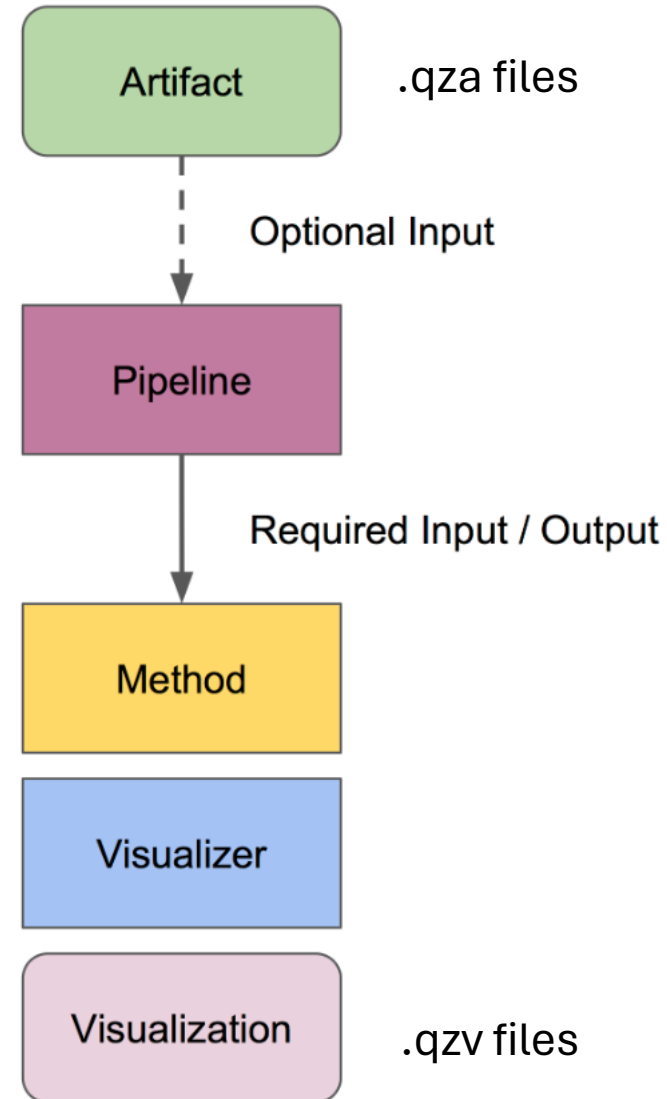 Artifact
.qza files
Optional Input
Pipeline
Required Input / Output
Method
Visualizer
Visualization
.qzv files